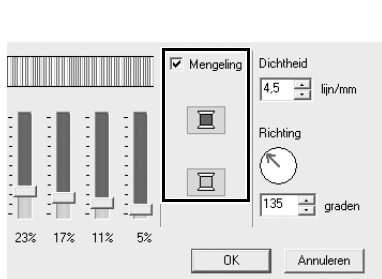 Mengeling
Dichtheid
4,5 lijn/mm
Richting
135 graden
23% 17% 11% 5%
OK Annuleren